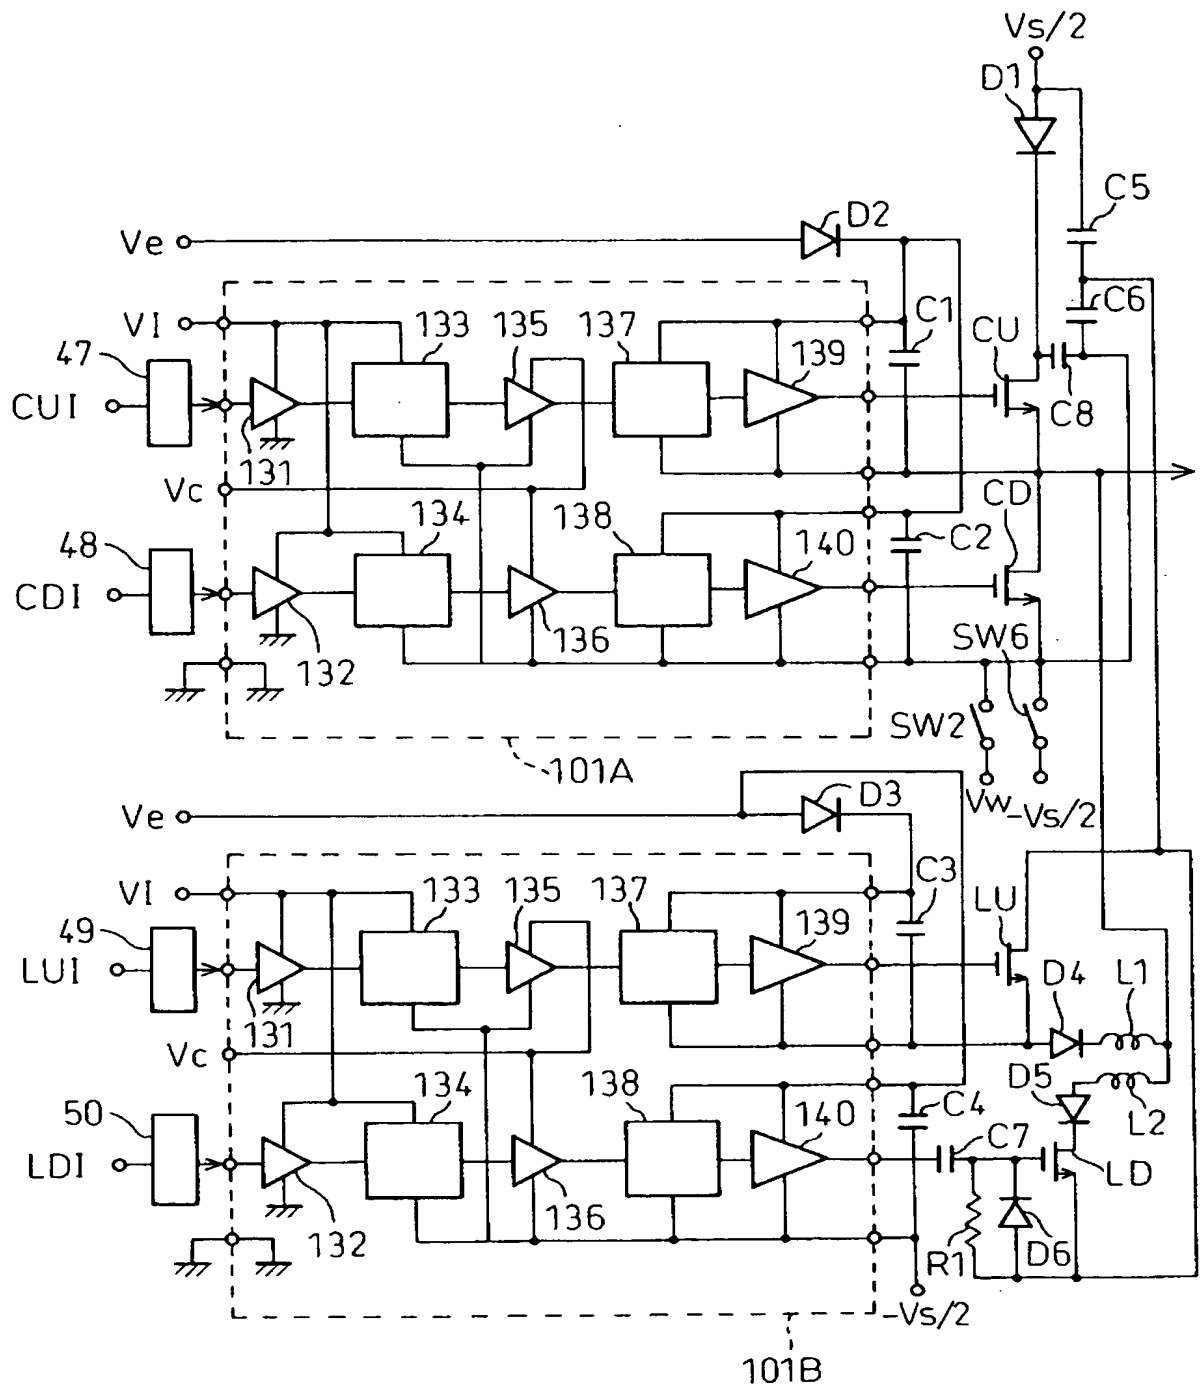 Vs/2
D1
C5
D2
Ve
C6
C1
VI
133
135
137
139
CU
47
CUI
C8
131
Vc
CD
134
138
140
C2
48
CDI
136
SW6
132
SW2
101A
Vw
-Vs/2
Ve
D3
C3
VI
133
135
137
139
LU
49
LUI
D4
L1
131
Vc
D5
134
138
140
C4
L2
50
C7
LDI
LD
136
132
R1
D6
-Vs/2
101B